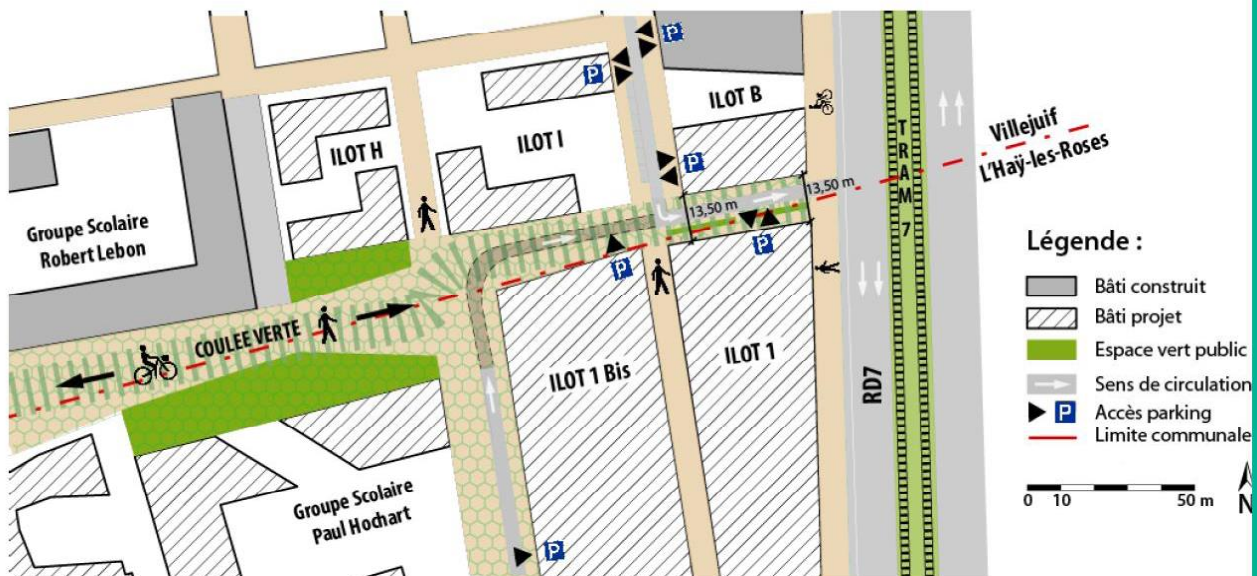 P
P
ILOT B
ILOT H
ILOT I
Groupe Scolaire
Robert Lebon
P
13,50 m
13,50 m
P
P
TRAM 7
Villejuif
L'Haÿ-les-Roses
COULEE VERTE
ILOT 1 Bis
ILOT 1
RD7
Groupe Scolaire
Paul Hochart
P
Légende :
Bâti construit
Bâti projet
Espace vert public
Sens de circulation
P Accès parking
Limite communale
0 10 50 m
N